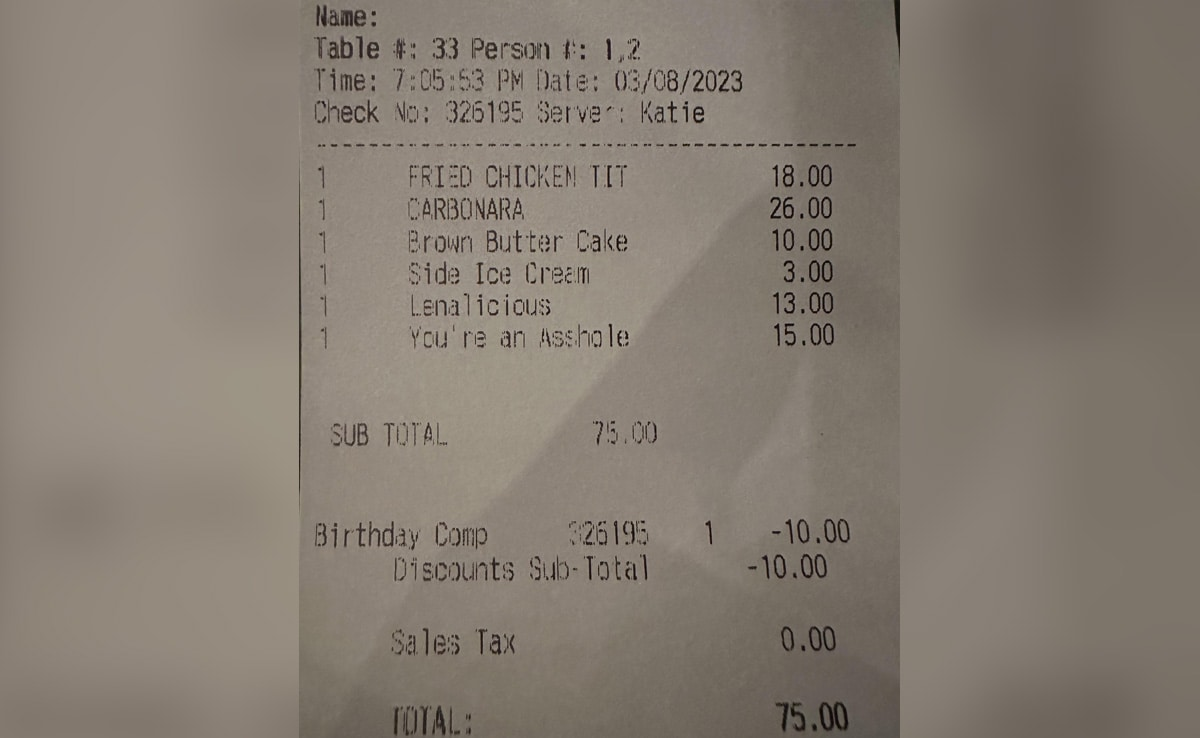 Name:
Table #: 33 Person #: 1,2
Time: 7:05:53 PM Date: 03/08/2023
Check No: 326195 Server: Katie
--------------------------------------------------------
1 FRIED CHICKEN TIT 18.00
1 CARBONARA 26.00
1 Brown Butter Cake 10.00
1 Side Ice Cream 3.00
1 Lenalicious 13.00
1 You're an Asshole 15.00
SUB TOTAL 75.00
Birthday Comp 326195 1 -10.00
Discounts Sub-Total -10.00
Sales Tax 0.00
TOTAL: 75.00